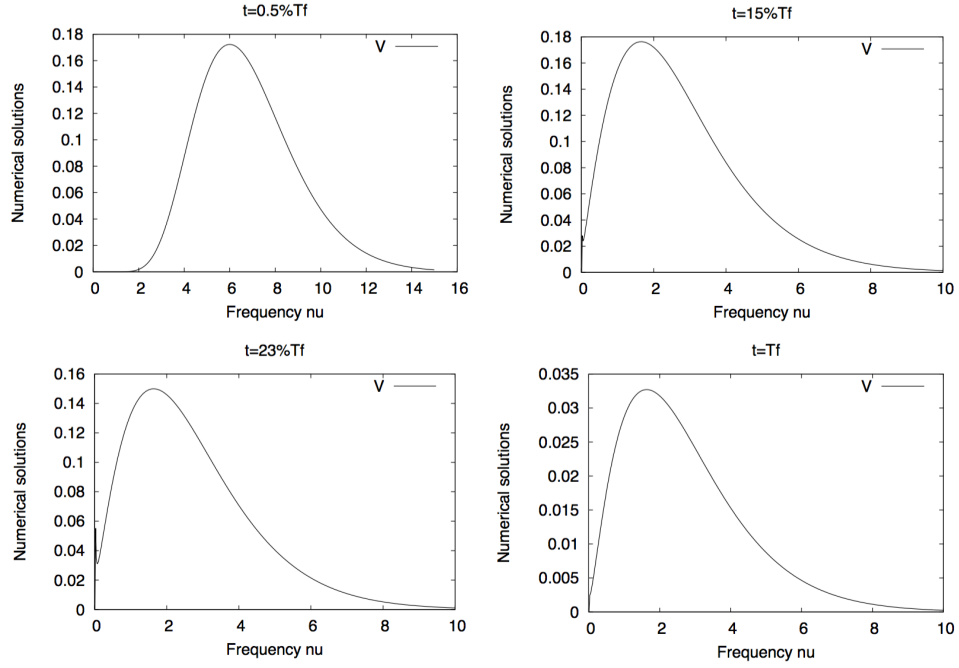 t=0.5%Tf
V
Numerical solutions
0.18
0.16
0.14
0.12
0.1
0.08
0.06
0.04
0.02
0
0 2 4 6 8 10 12 14 16
Frequency nu
t=15%Tf
V
Numerical solutions
0.18
0.16
0.14
0.12
0.1
0.08
0.06
0.04
0.02
0
0 2 4 6 8 10
Frequency nu
t=23%Tf
V
Numerical solutions
0.16
0.14
0.12
0.1
0.08
0.06
0.04
0.02
0
0 2 4 6 8 10
Frequency nu
t=Tf
V
Numerical solutions
0.035
0.03
0.025
0.02
0.015
0.01
0.005
0
0 2 4 6 8 10
Frequency nu